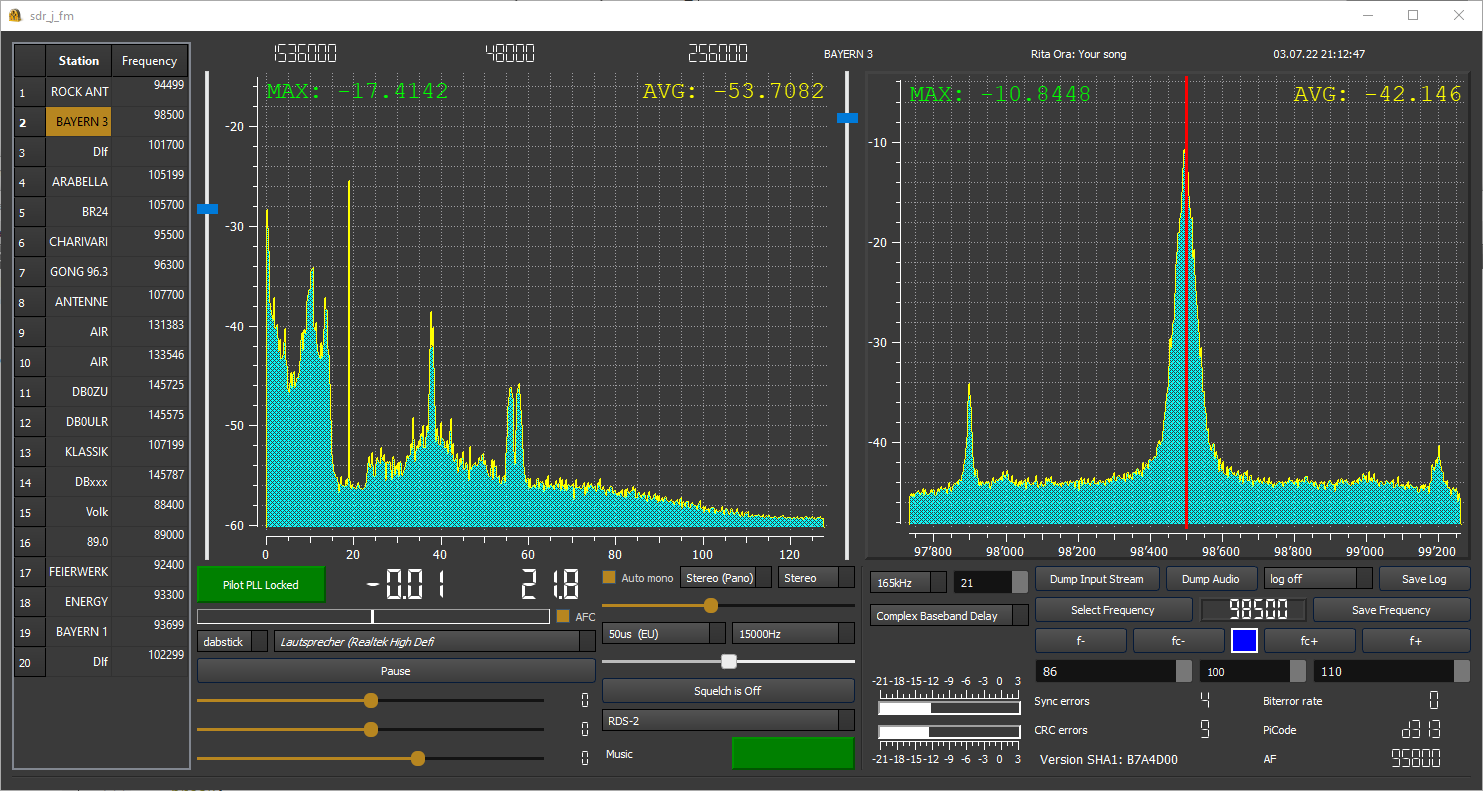 sdr_j_fm
1536000 48000 256000 BAYERN 3 Rita Ora: Your song 03.07.22 21:12:47
Station Frequency
1 ROCK ANT 94499
2 BAYERN 3 98500
3 Dlf 101700
4 ARABELLA 105199
5 BR24 105700
6 CHARIVARI 95500
7 GONG 96.3 96300
8 ANTENNE 107700
9 AIR 131383
10 AIR 133546
11 DB0ZU 145725
12 DB0ULR 145575
13 KLASSIK 107199
14 DBxxx 145787
15 Volk 88400
16 89.0 89000
17 FEIERWERK 92400
18 ENERGY 93300
19 BAYERN 1 93699
20 Dlf 102299
MAX: -17.4142 AVG: -53.7082
-20
-30
-40
-50
-60
0 20 40 60 80 100 120
MAX: -10.8448 AVG: -42.146
-10
-20
-30
-40
97'800 98'000 98'200 98'400 98'600 98'800 99'000 99'200
Pilot PLL Locked -0.01 21.8
AFC
dabstick Lautsprecher (Realtek High Defi
Pause
0
0
0
Auto mono Stereo (Pano) Stereo
50us (EU) 15000Hz
Squelch is Off
RDS-2
Music
165kHz 21 Dump Input Stream Dump Audio log off Save Log
Complex Baseband Delay Select Frequency 98500 Save Frequency
f- fc- fc+ f+
86 100 110
-21-18-15-12 -9 -6 -3 0 3
-21-18-15-12 -9 -6 -3 0 3
Sync errors 4 Biterror rate 0
CRC errors 9 PiCode d313
Version SHA1: B7A4D00 AF 95800